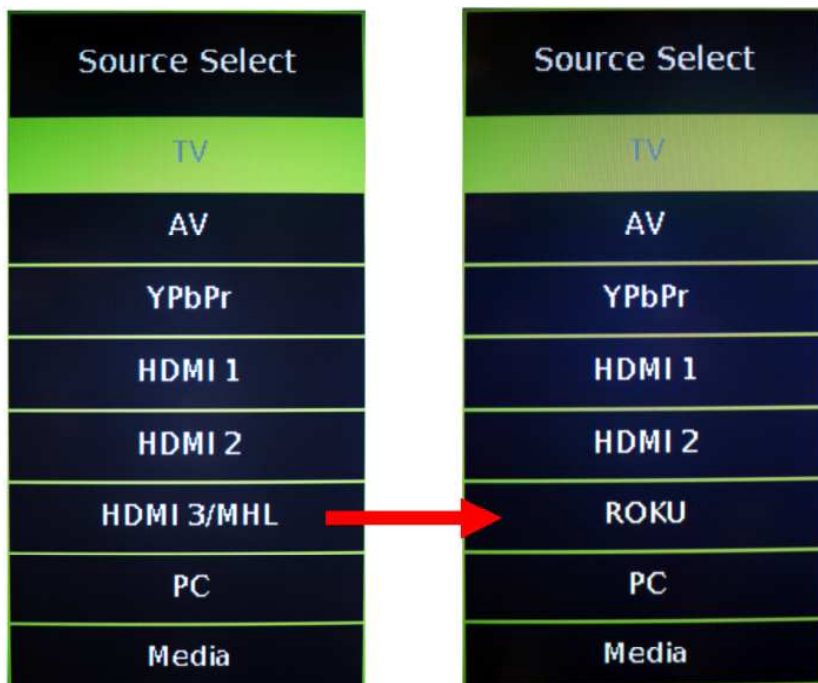 Source Select
TV
AV
YPbPr
HDMI 1
HDMI 2
HDMI 3/MHL
PC
Media
Source Select
TV
AV
YPbPr
HDMI 1
HDMI 2
ROKU
PC
Media